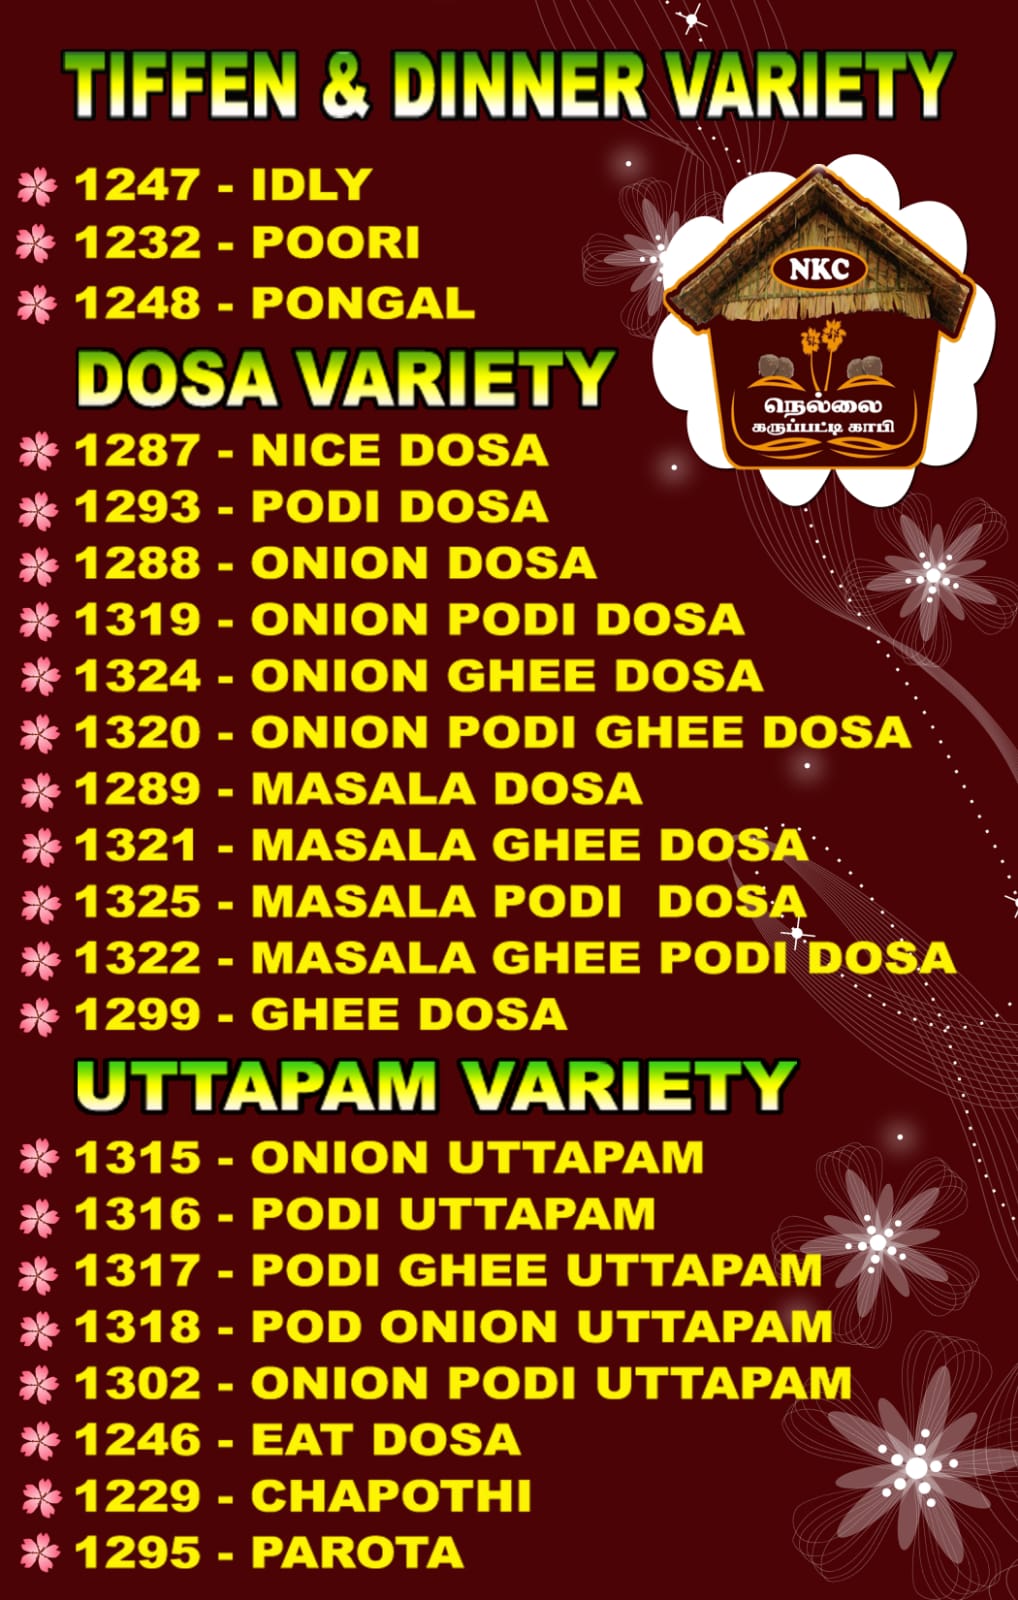 TIFFEN & DINNER VARIETY
1247 - IDLY
1232 - POORI
1248 - PONGAL
NKC
நெல்லை
கருப்பட்டி காபி
DOSA VARIETY
1287 - NICE DOSA
1293 - PODI DOSA
1288 - ONION DOSA
1319 - ONION PODI DOSA
1324 - ONION GHEE DOSA
1320 - ONION PODI GHEE DOSA
1289 - MASALA DOSA
1321 - MASALA GHEE DOSA
1325 - MASALA PODI DOSA
1322 - MASALA GHEE PODI DOSA
1299 - GHEE DOSA
UTTAPAM VARIETY
1315 - ONION UTTAPAM
1316 - PODI UTTAPAM
1317 - PODI GHEE UTTAPAM
1318 - POD ONION UTTAPAM
1302 - ONION PODI UTTAPAM
1246 - EAT DOSA
1229 - CHAPOTHI
1295 - PAROTA